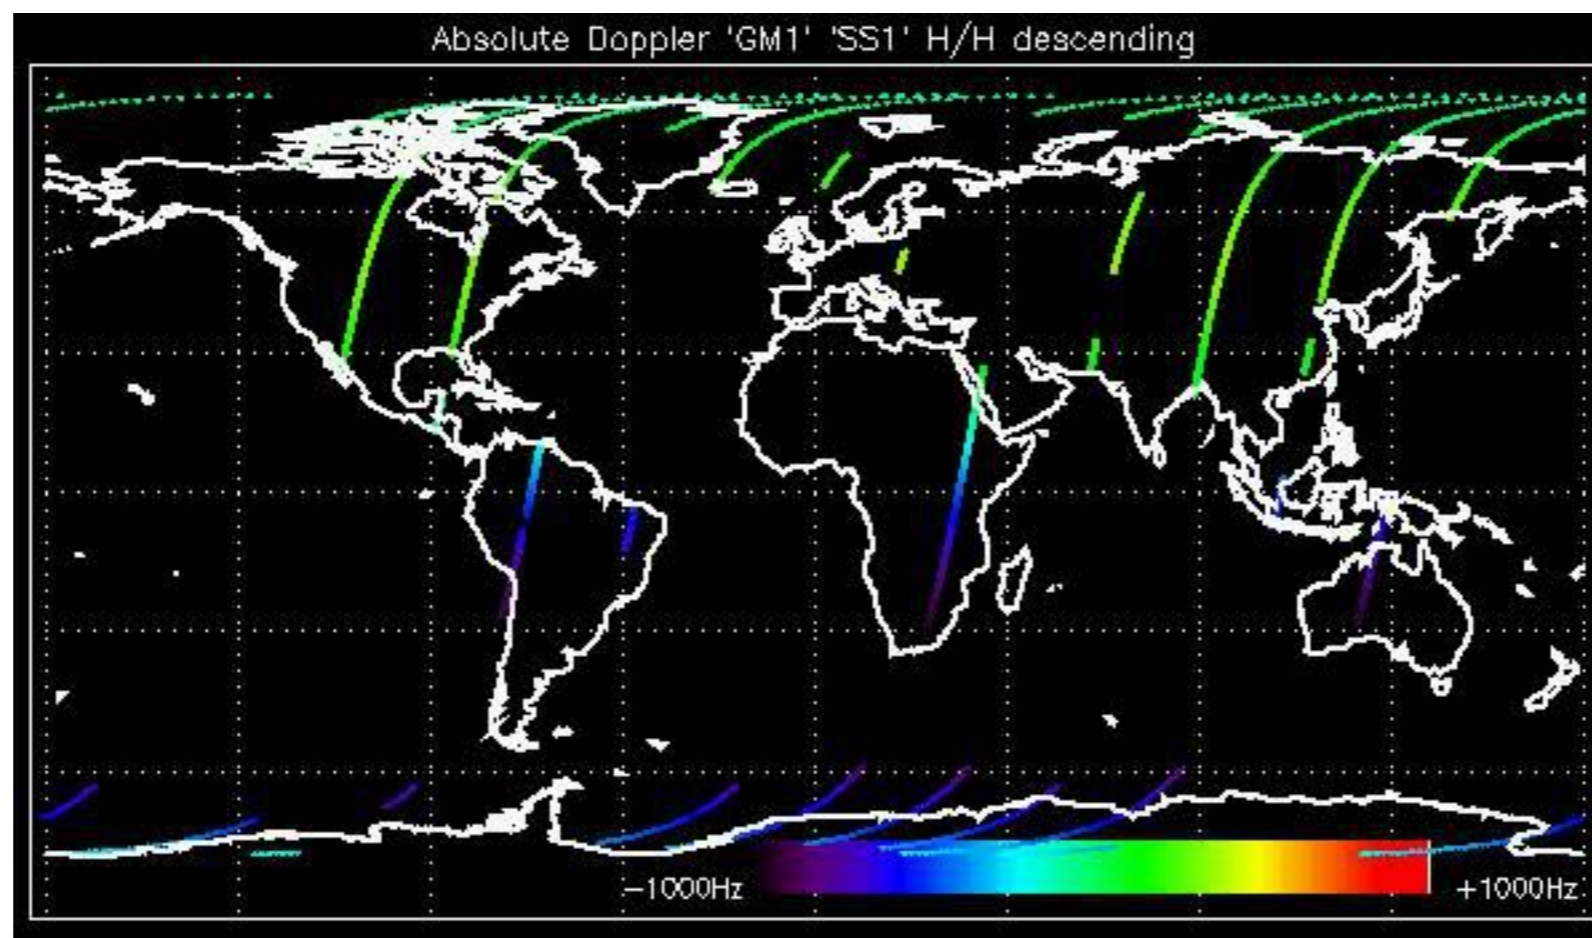 Absolute Doppler 'GM1' 'SS1' H/H descending
-1000Hz
+1000Hz